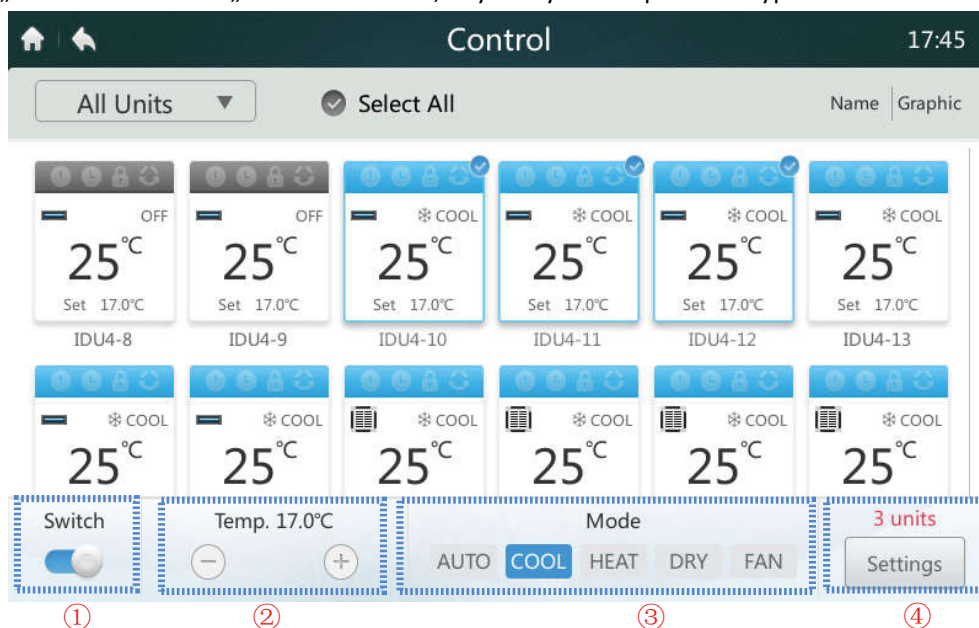 Control
17:45
All Units ▼
Select All
Name Graphic
OFF OFF ❄ COOL ❄ COOL ❄ COOL ❄ COOL
25℃ 25℃ 25℃ 25℃ 25℃ 25℃
Set 17.0℃ Set 17.0℃ Set 17.0℃ Set 17.0℃ Set 17.0℃ Set 17.0℃
IDU4-8 IDU4-9 IDU4-10 IDU4-11 IDU4-12 IDU4-13
❄ COOL ❄ COOL ❄ COOL ❄ COOL ❄ COOL ❄ COOL
25℃ 25℃ 25℃ 25℃ 25℃ 25℃
Switch Temp. 17.0℃ Mode 3 units
− + AUTO COOL HEAT DRY FAN Settings
① ② ③ ④